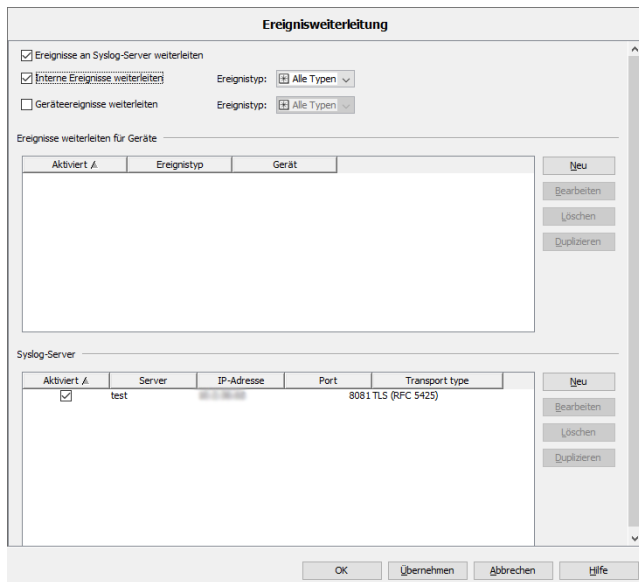 Ereignisweiterleitung
Ereignisse an Syslog-Server weiterleiten
Interne Ereignisse weiterleiten Ereignistyp: Alle Typen
Geräteereignisse weiterleiten Ereignistyp: Alle Typen
Ereignisse weiterleiten für Geräte
Aktiviert Ereignistyp Gerät
Neu
Bearbeiten
Löschen
Duplizieren
Syslog-Server
Aktiviert Server IP-Adresse Port Transport type
test 8081 TLS (RFC 5425)
Neu
Bearbeiten
Löschen
Duplizieren
OK Übernehmen Abbrechen Hilfe